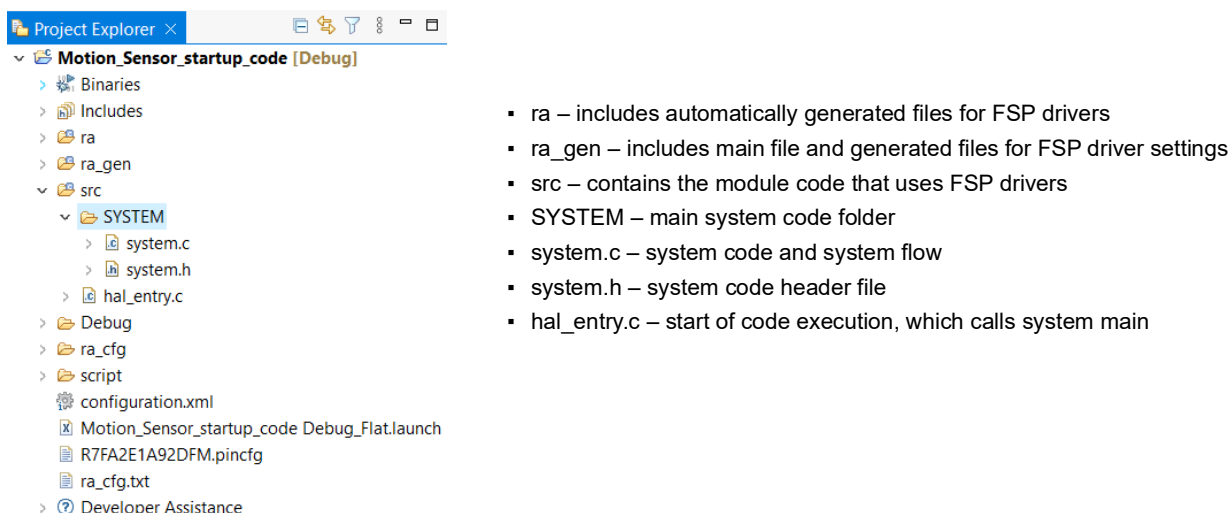 Project Explorer ×
Motion_Sensor_startup_code [Debug]
Binaries
Includes
ra
ra_gen
src
SYSTEM
system.c
system.h
hal_entry.c
Debug
ra_cfg
script
configuration.xml
Motion_Sensor_startup_code Debug_Flat.launch
R7FA2E1A92DFM.pincfg
ra_cfg.txt
Developer Assistance
▪ ra – includes automatically generated files for FSP drivers
▪ ra_gen – includes main file and generated files for FSP driver settings
▪ src – contains the module code that uses FSP drivers
▪ SYSTEM – main system code folder
▪ system.c – system code and system flow
▪ system.h – system code header file
▪ hal_entry.c – start of code execution, which calls system main